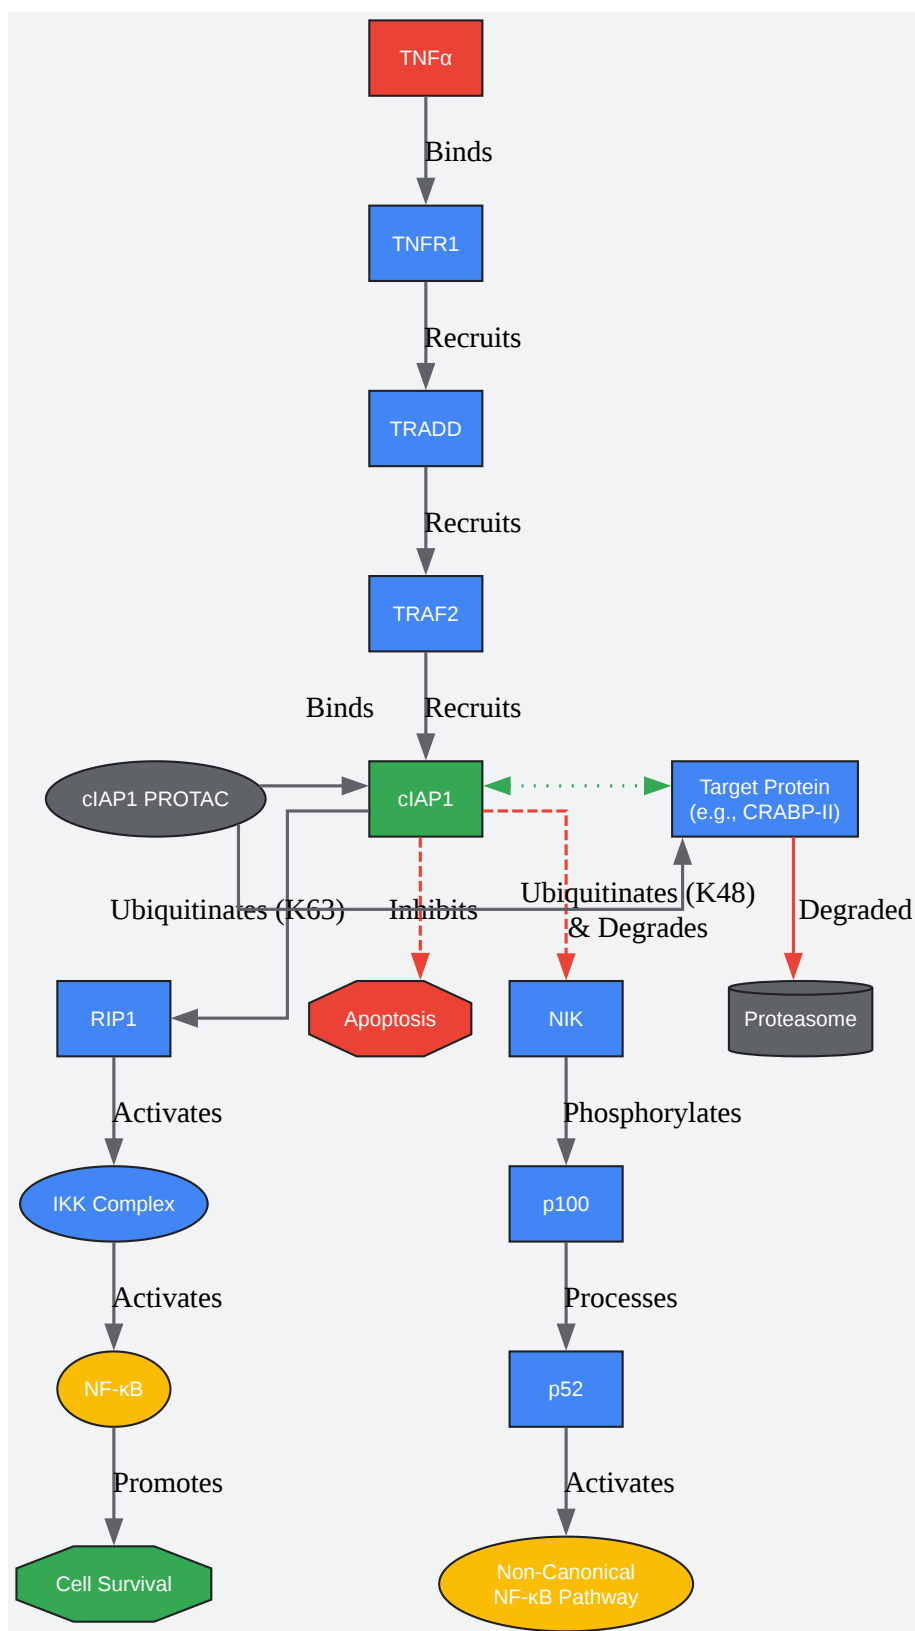 TNFα
Binds
TNFR1
Recruits
TRADD
Recruits
TRAF2
Binds
Recruits
cIAP1 PROTAC
cIAP1
Target Protein
(e.g., CRABP-II)
Ubiquitinates (K63)
Inhibits
Ubiquitinates (K48)
& Degrades
Degraded
RIP1
Apoptosis
NIK
Proteasome
Activates
Phosphorylates
IKK Complex
p100
Activates
Processes
NF-κB
p52
Promotes
Activates
Cell Survival
Non-Canonical
NF-κB Pathway